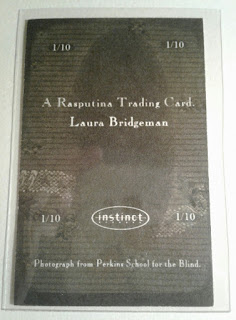 1/10 1/10
A Rasputina Trading Card.
Laura Bridgeman
1/10 1/10
instinct
Photograph from Perkins School for the Blind.